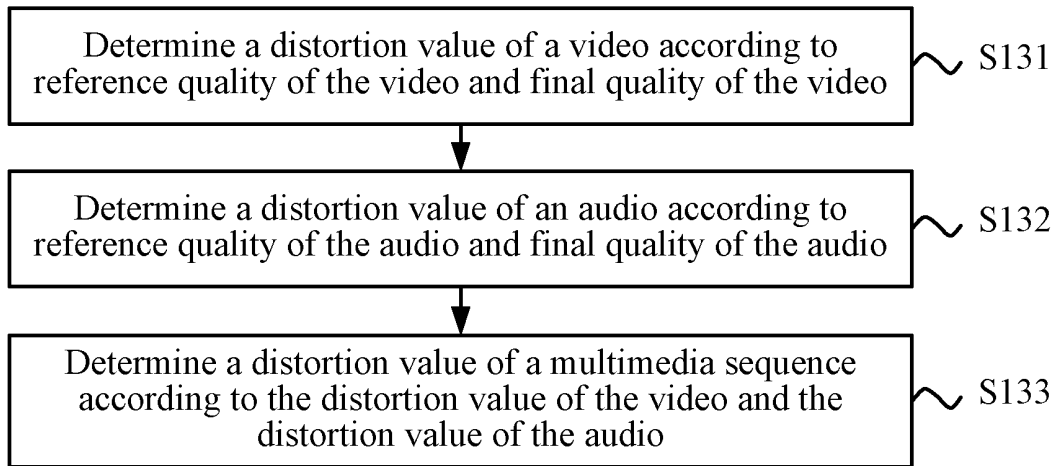 Determine a distortion value of a video according to
reference quality of the video and final quality of the video
S131
Determine a distortion value of an audio according to
reference quality of the audio and final quality of the audio
S132
Determine a distortion value of a multimedia sequence
according to the distortion value of the video and the
distortion value of the audio
S133